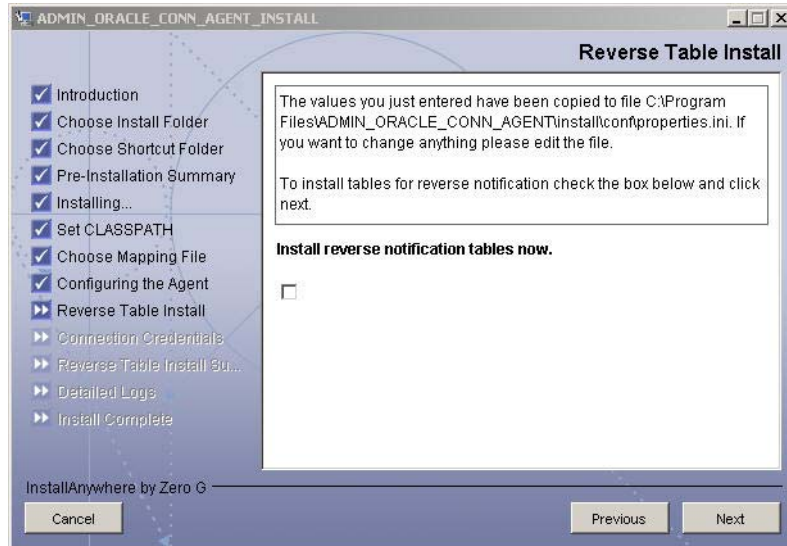 ADMIN_ORACLE_CONN_AGENT_INSTALL
Reverse Table Install
Introduction
Choose Install Folder
Choose Shortcut Folder
Pre-Installation Summary
Installing...
Set CLASSPATH
Choose Mapping File
Configuring the Agent
Reverse Table Install
Connection Credentials
Reverse Table Install Su...
Detailed Logs
Install Complete
The values you just entered have been copied to file C:\Program
Files\ADMIN_ORACLE_CONN_AGENT\install\conf\properties.ini. If
you want to change anything please edit the file.
To install tables for reverse notification check the box below and click
next.
Install reverse notification tables now.
InstallAnywhere by Zero G
Cancel
Previous
Next